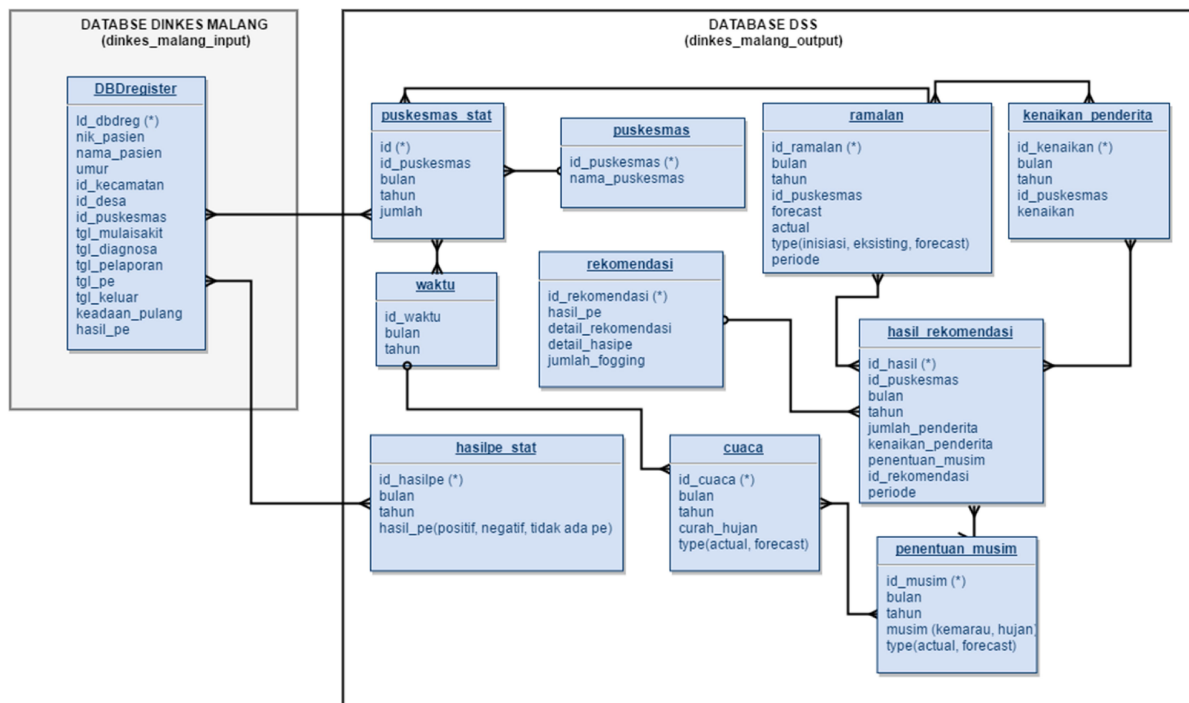 DATABSE DINKES MALANG
(dinkes_malang_input)
DBDregister
Id_dbdreg (*)
nik_pasien
nama_pasien
umur
id_kecamatan
id_desa
id_puskesmas
tgl_mulaisakit
tgl_diagnosa
tgl_pelaporan
tgl_pe
tgl_keluar
keadaan_pulang
hasil_pe
DATABASE DSS
(dinkes_malang_output)
puskesmas_stat
id (*)
id_puskesmas
bulan
tahun
jumlah
puskesmas
id_puskesmas (*)
nama_puskesmas
ramalan
id_ramalan (*)
bulan
tahun
id_puskesmas
forecast
actual
type(inisiasi, eksisting, forecast)
periode
kenaikan_penderita
id_kenaikan (*)
bulan
tahun
id_puskesmas
kenaikan
waktu
id_waktu
bulan
tahun
rekomendasi
id_rekomendasi (*)
hasil_pe
detail_rekomendasi
detail_hasipe
jumlah_fogging
hasil_rekomendasi
id_hasil (*)
id_puskesmas
bulan
tahun
jumlah_penderita
kenaikan_penderita
penentuan_musim
id_rekomendasi
periode
hasilpe_stat
id_hasilpe (*)
bulan
tahun
hasil_pe(positif, negatif, tidak ada pe)
cuaca
id_cuaca (*)
bulan
tahun
curah_hujan
type(actual, forecast)
penentuan_musim
id_musim (*)
bulan
tahun
musim (kemarau, hujan)
type(actual, forecast)